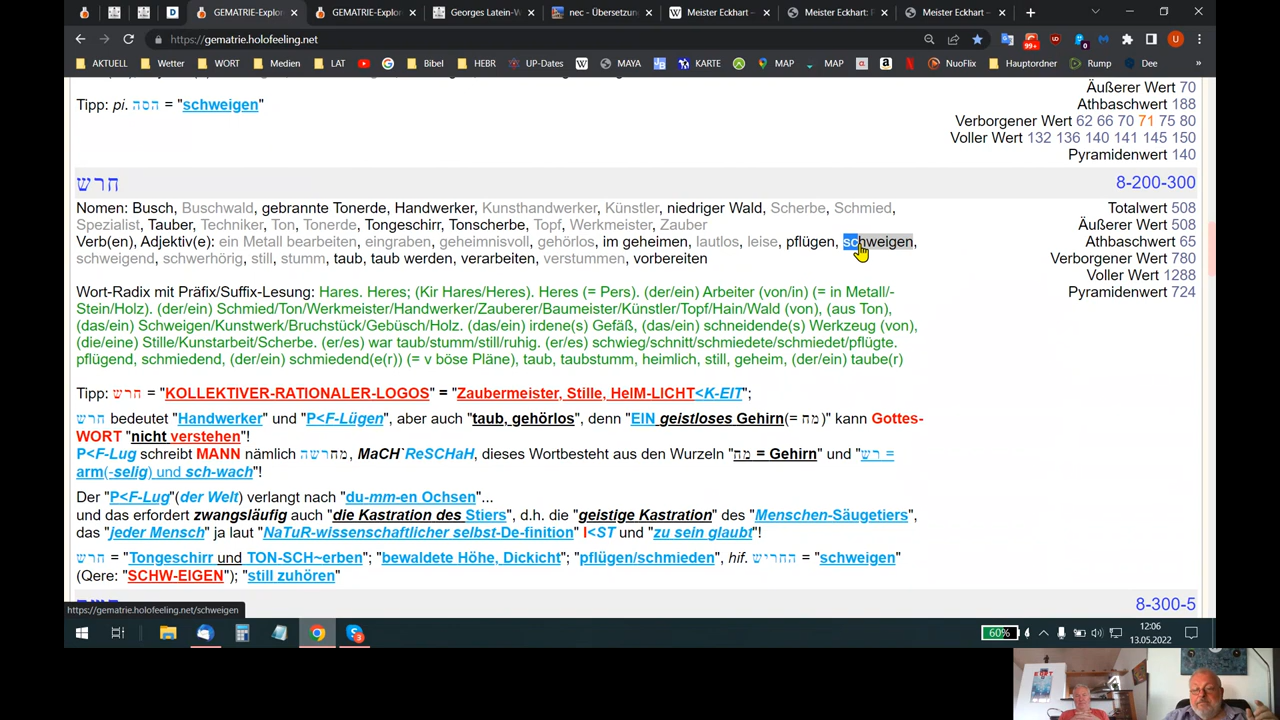 GEMATRIE-Explor
GEMATRIE-Explor
Georges Latein-W
nec - Übersetzung
Meister Eckhart –
Meister Eckhart: P
Meister Eckhart –
https://gematrie.holofeeling.net
99+
0
U
AKTUELL Wetter WORT Medien LAT Bibel HEBR UP-Dates MAYA KARTE MAP MAP NuoFlix Hauptordner Rump Dee »
Äußerer Wert 70
Tipp: pi. הסה = "schweigen"
Athbaschwert 188
Verborgener Wert 62 66 70 71 75 80
Voller Wert 132 136 140 141 145 150
Pyramidenwert 140
חרש 8-200-300
Nomen: Busch, Buschwald, gebrannte Tonerde, Handwerker, Kunsthandwerker, Künstler, niedriger Wald, Scherbe, Schmied,
Spezialist, Tauber, Techniker, Ton, Tonerde, Tongeschirr, Tonscherbe, Topf, Werkmeister, Zauber
Verb(en), Adjektiv(e): ein Metall bearbeiten, eingraben, geheimnisvoll, gehörlos, im geheimen, lautlos, leise, pflügen, schweigen,
schweigend, schwerhörig, still, stumm, taub, taub werden, verarbeiten, verstummen, vorbereiten
Totalwert 508
Äußerer Wert 508
Athbaschwert 65
Verborgener Wert 780
Voller Wert 1288
Pyramidenwert 724
Wort-Radix mit Präfix/Suffix-Lesung: Hares. Heres; (Kir Hares/Heres). Heres (= Pers). (der/ein) Arbeiter (von/in) (= in Metall/-
Stein/Holz). (der/ein) Schmied/Ton/Werkmeister/Handwerker/Zauberer/Baumeister/Künstler/Topf/Hain/Wald (von), (aus Ton),
(das/ein) Schweigen/Kunstwerk/Bruchstück/Gebüsch/Holz. (das/ein) irdene(s) Gefäß, (das/ein) schneidende(s) Werkzeug (von),
(die/eine) Stille/Kunstarbeit/Scherbe. (er/es) war taub/stumm/still/ruhig. (er/es) schwieg/schnitt/schmiedete/schmiedet/pflügte.
pflügend, schmiedend, (der/ein) schmiedend(e(r)) (= v böse Pläne), taub, taubstumm, heimlich, still, geheim, (der/ein) taube(r)
Tipp: חרש = "KOLLEKTIVER-RATIONALER-LOGOS" = "Zaubermeister, Stille, HeIM-LICHT<K-EIT";
חרש bedeutet "Handwerker" und "P<F-Lügen", aber auch "taub, gehörlos", denn "EIN geistloses Gehirn(= מח)" kann Gottes-
WORT "nicht verstehen"!
P<F-Lug schreibt MANN nämlich מחרשה, MaCH`ReSCHaH, dieses Wortbesteht aus den Wurzeln "מח = Gehirn" und "רש =
arm(-selig) und sch-wach"!
Der "P<F-Lug"(der Welt) verlangt nach "du-mm-en Ochsen"...
und das erfordert zwangsläufig auch "die Kastration des Stiers", d.h. die "geistige Kastration" des "Menschen-Säugetiers",
das "jeder Mensch" ja laut "NaTuR-wissenschaftlicher selbst-De-finition" I<ST und "zu sein glaubt"!
חרש = "Tongeschirr und TON-SCH~erben"; "bewaldete Höhe, Dickicht"; "pflügen/schmieden", hif. החריש = "schweigen"
(Qere: "SCHW-EIGEN"); "still zuhören"
8-300-5
https://gematrie.holofeeling.net/schweigen
60%
12:06
13.05.2022